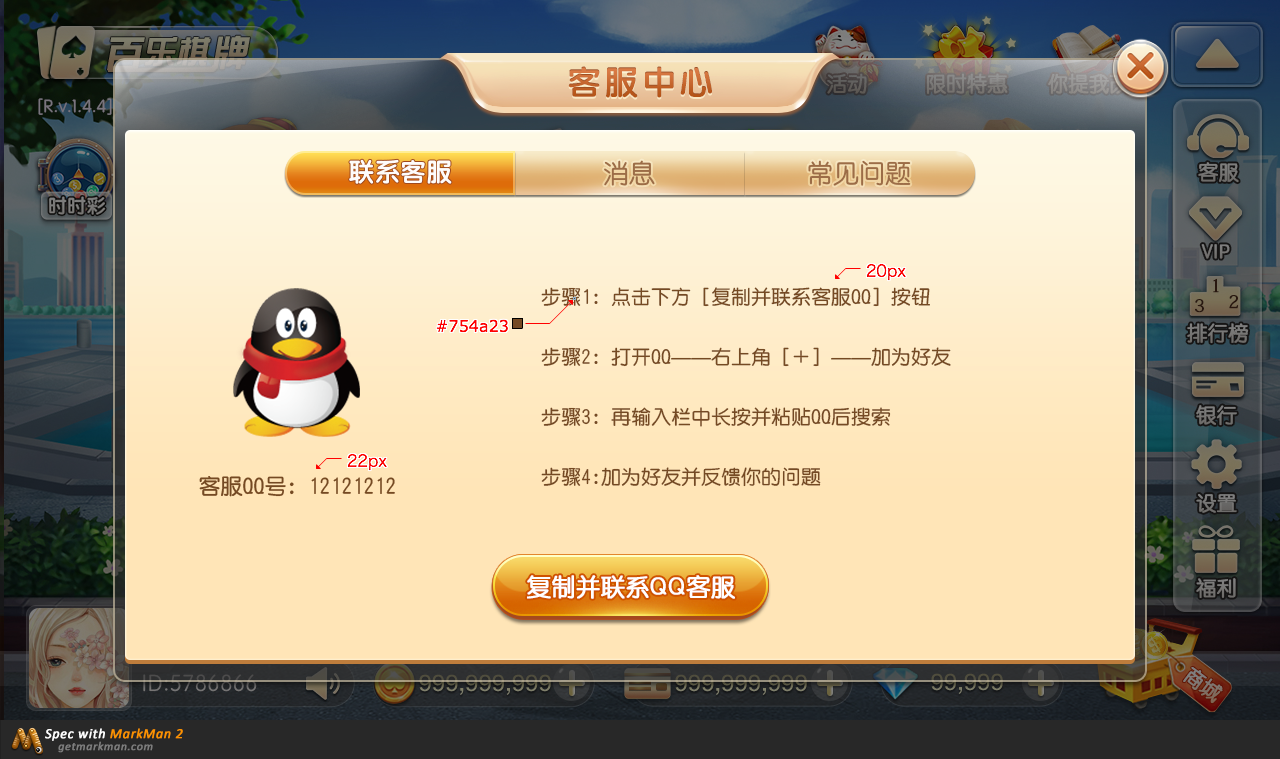 百乐棋牌
[R.v.1.4.4]
时时彩
活动
限时特惠
你提我
客服中心
联系客服
消息
常见问题
20px
步骤1: 点击下方 [复制并联系客服QQ] 按钮
#754a23
步骤2: 打开QQ——右上角 [+] ——加为好友
步骤3: 再输入栏中长按并粘贴QQ后搜索
步骤4:加为好友并反馈你的问题
22px
客服QQ号: 12121212
复制并联系QQ客服
客服
VIP
1
3
2
排行榜
银行
设置
福利
ID:5786866
999,999,999
999,999,999
99,999
商城
Spec with MarkMan 2
getmarkman.com